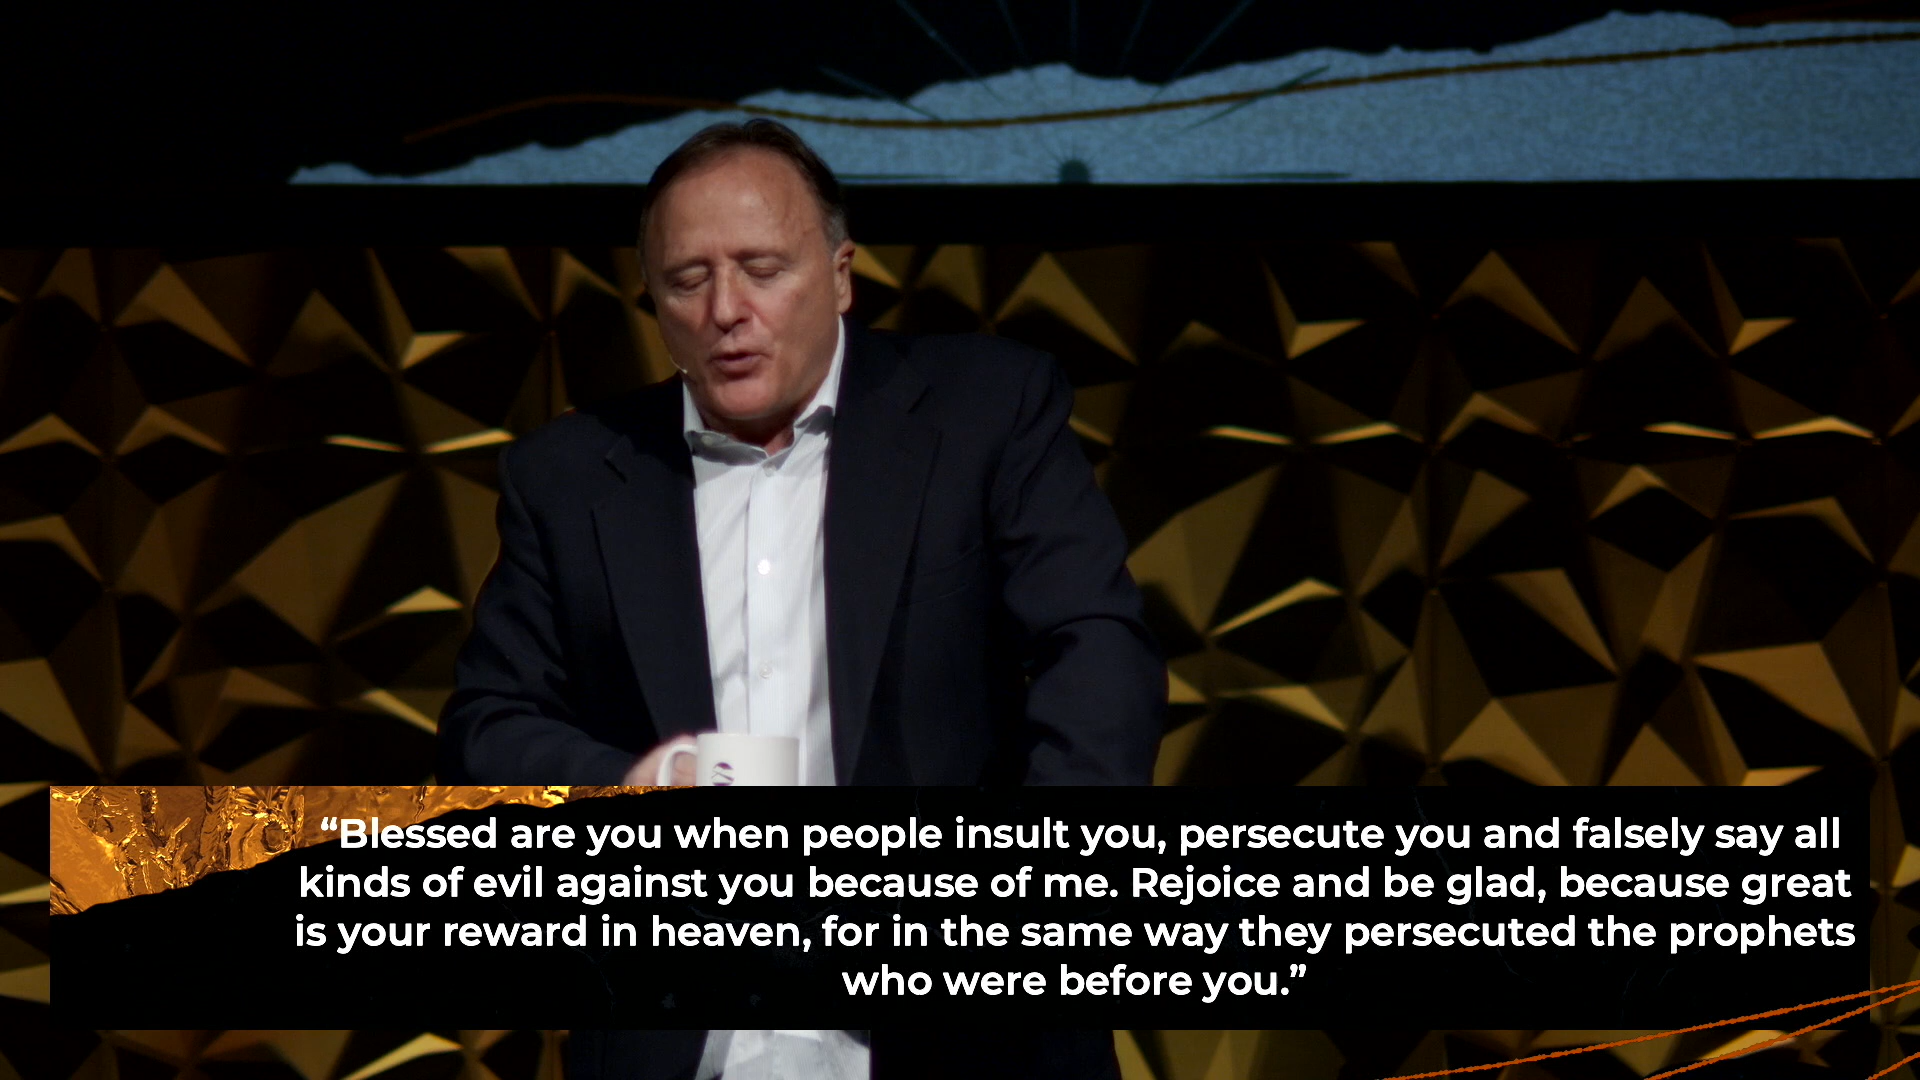 “Blessed are you when people insult you, persecute you and falsely say all
kinds of evil against you because of me. Rejoice and be glad, because great
is your reward in heaven, for in the same way they persecuted the prophets
who were before you.”